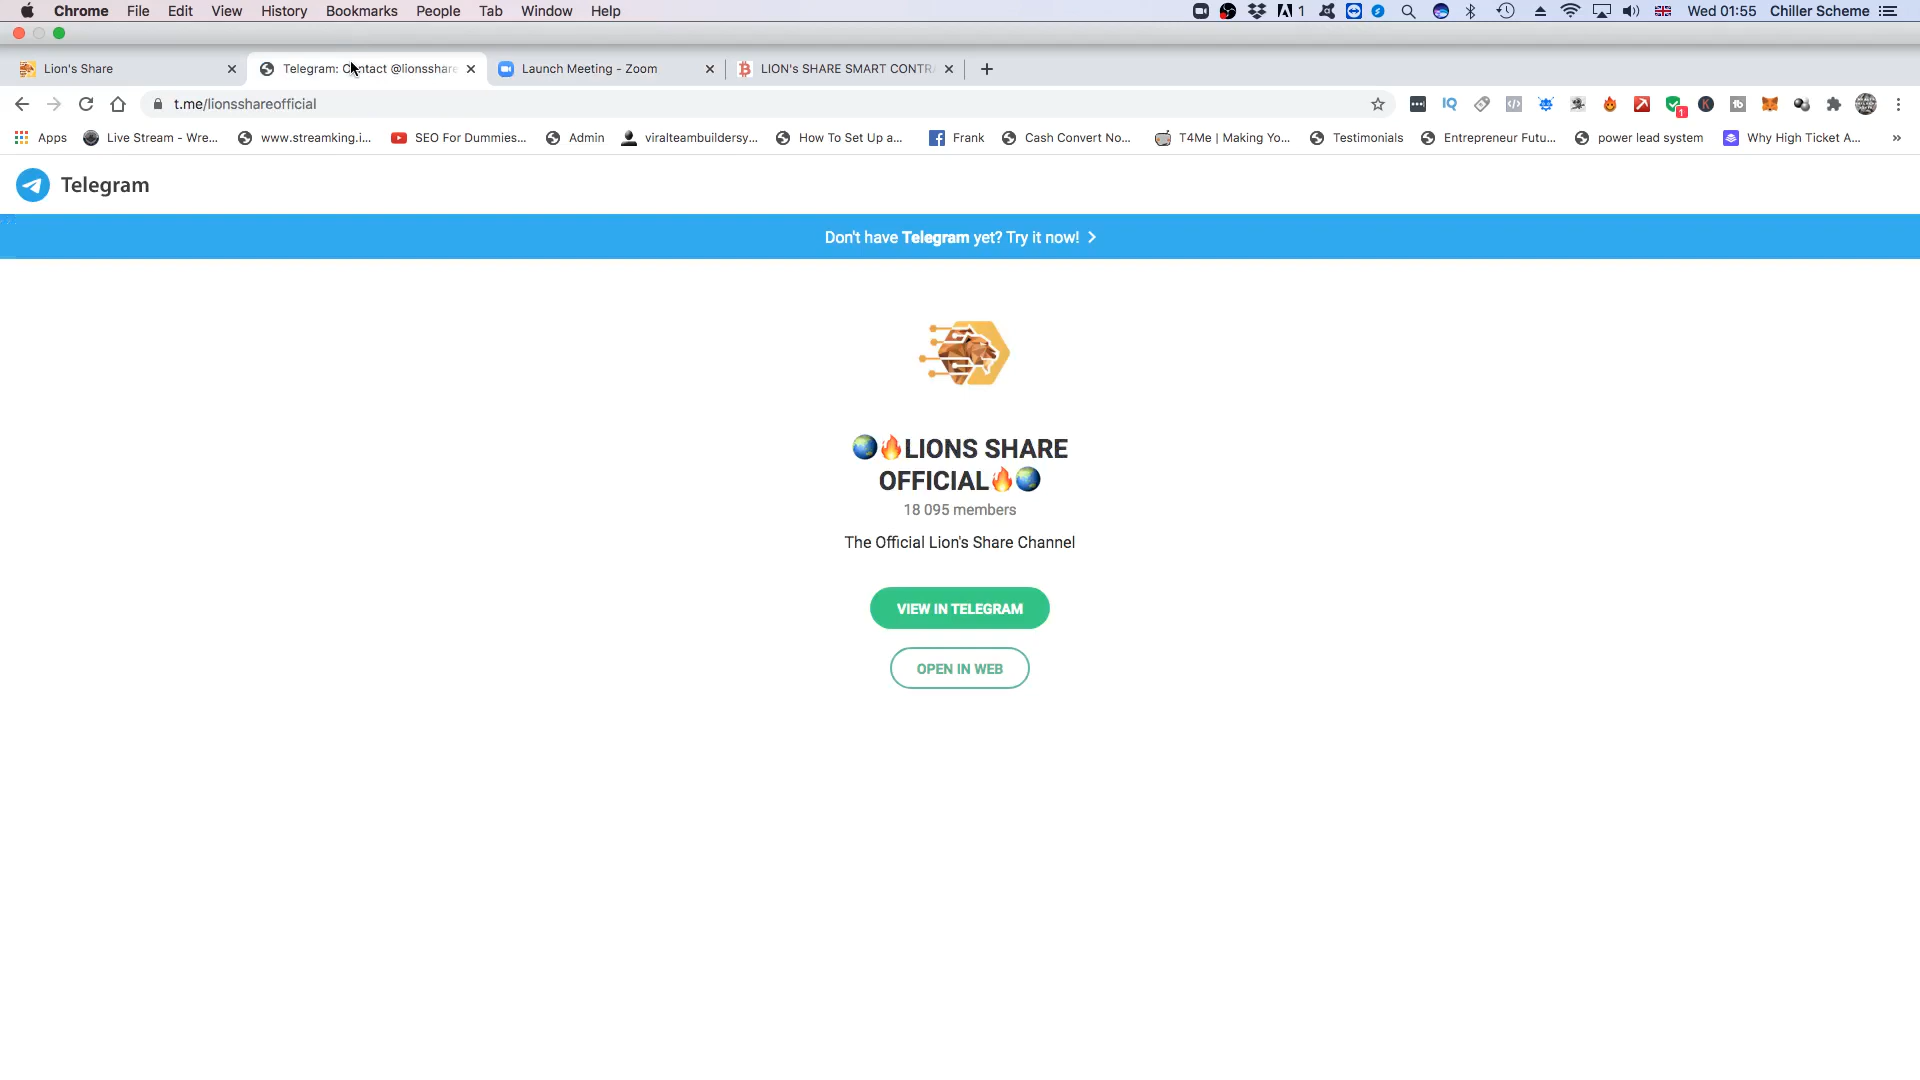 Chrome File Edit View History Bookmarks People Tab Window Help 1 Wed 01:55 Chiller Scheme
Lion's Share Telegram: Contact @lionsshare Launch Meeting - Zoom LION's SHARE SMART CONTR
t.me/lionsshareofficial IQ K tb 1
Apps Live Stream - Wre... www.streamking.i... SEO For Dummies... Admin viralteambuildersy... How To Set Up a... Frank Cash Convert No... T4Me | Making Yo... Testimonials Entrepreneur Futu... power lead system Why High Ticket A... »
Telegram
Don't have Telegram yet? Try it now!
🌏🔥LIONS SHARE
OFFICIAL🔥🌏
18 095 members
The Official Lion's Share Channel
VIEW IN TELEGRAM
OPEN IN WEB